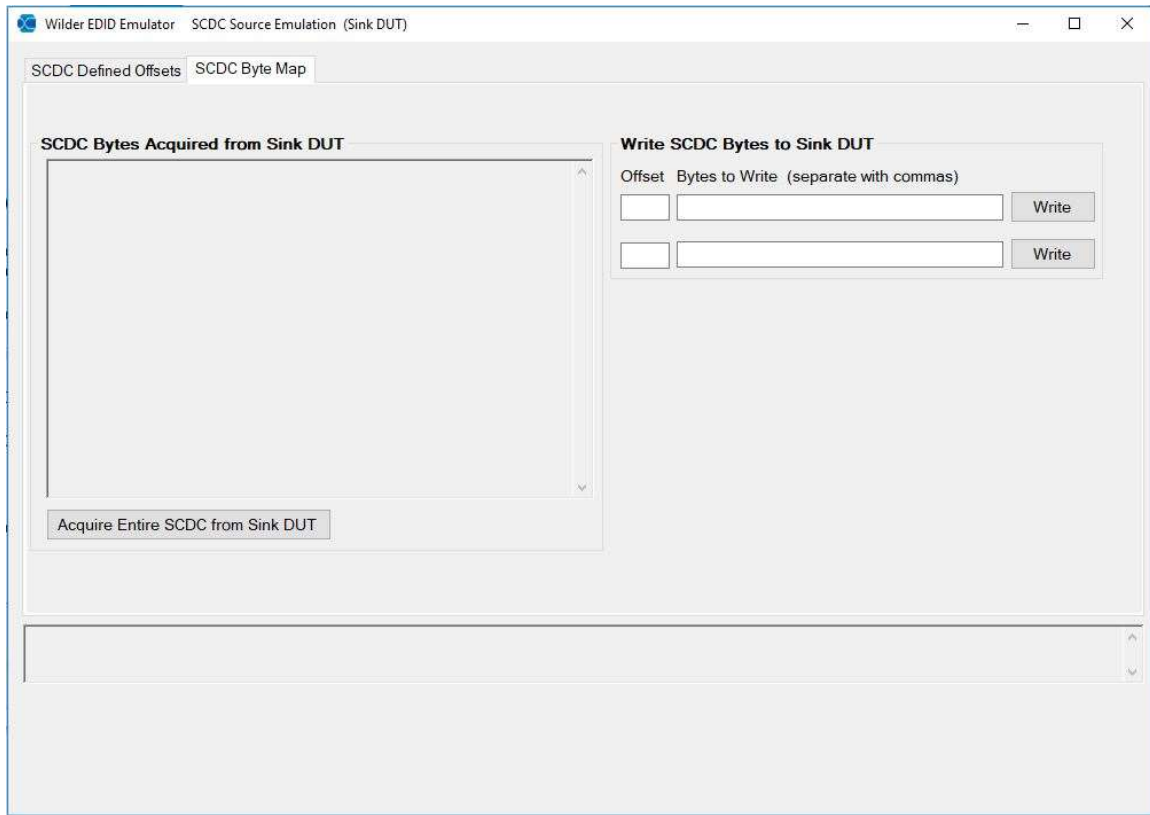 Wilder EDID Emulator SCDC Source Emulation (Sink DUT)
SCDC Defined Offsets SCDC Byte Map
SCDC Bytes Acquired from Sink DUT
Write SCDC Bytes to Sink DUT
Offset Bytes to Write (separate with commas)
Write
Write
Acquire Entire SCDC from Sink DUT